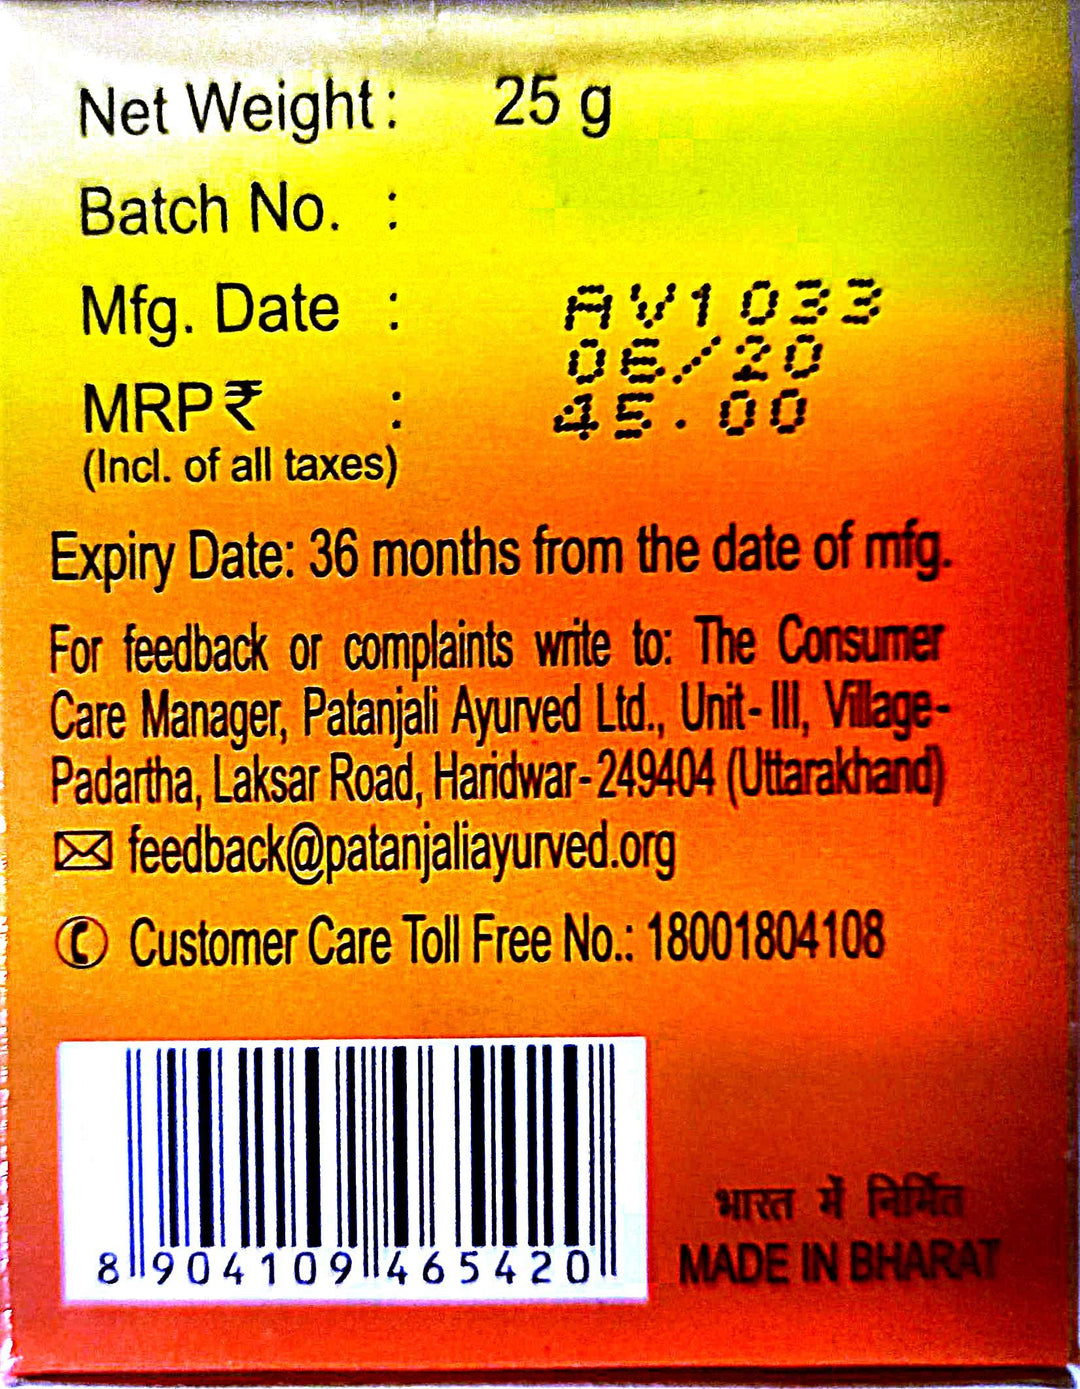 Net Weight : 25 g
Batch No. :
Mfg. Date : AV1033
06/20
MRP₹ : 45.00
(Incl. of all taxes)
Expiry Date: 36 months from the date of mfg.
For feedback or complaints write to: The Consumer
Care Manager, Patanjali Ayurved Ltd., Unit- III, Village-
Padartha, Laksar Road, Haridwar- 249404 (Uttarakhand)
feedback@patanjaliayurved.org
Customer Care Toll Free No.: 18001804108
भारत में निर्मित
MADE IN BHARAT
8 904109 465420